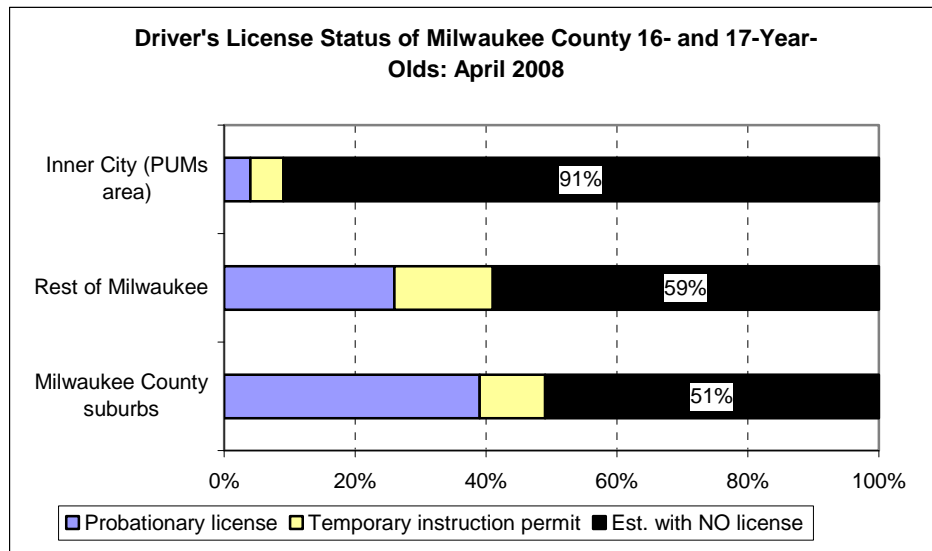 Driver's License Status of Milwaukee County 16- and 17-Year-
Olds: April 2008
Inner City (PUMs
area)
91%
Rest of Milwaukee
59%
Milwaukee County
suburbs
51%
0% 20% 40% 60% 80% 100%
Probationary license Temporary instruction permit Est. with NO license